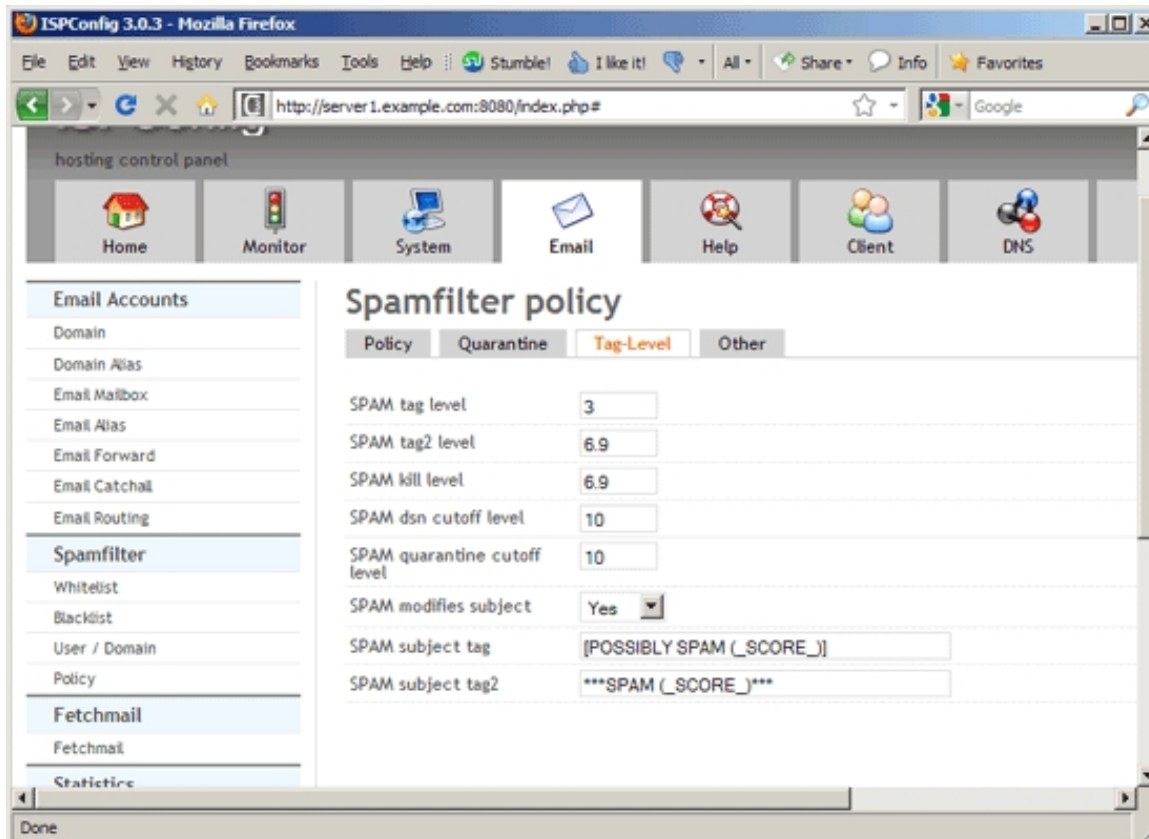 ISPConfig 3.0.3 - Mozilla Firefox
File Edit View History Bookmarks Tools Help Stumble! I like it! All Share Info Favorites
http://server1.example.com:8080/index.php# Google
hosting control panel
Home Monitor System Email Help Client DNS
Email Accounts
Domain
Domain Alias
Email Mailbox
Email Alias
Email Forward
Email Catchall
Email Routing
Spamfilter
Whitelist
Blacklist
User / Domain
Policy
Fetchmail
Fetchmail
Statistics
Spamfilter policy
Policy Quarantine Tag-Level Other
SPAM tag level 3
SPAM tag2 level 6.9
SPAM kill level 6.9
SPAM dsn cutoff level 10
SPAM quarantine cutoff 10
level
SPAM modifies subject Yes
SPAM subject tag [POSSIBLY SPAM (_SCORE_)]
SPAM subject tag2 ***SPAM (_SCORE_)***
Done